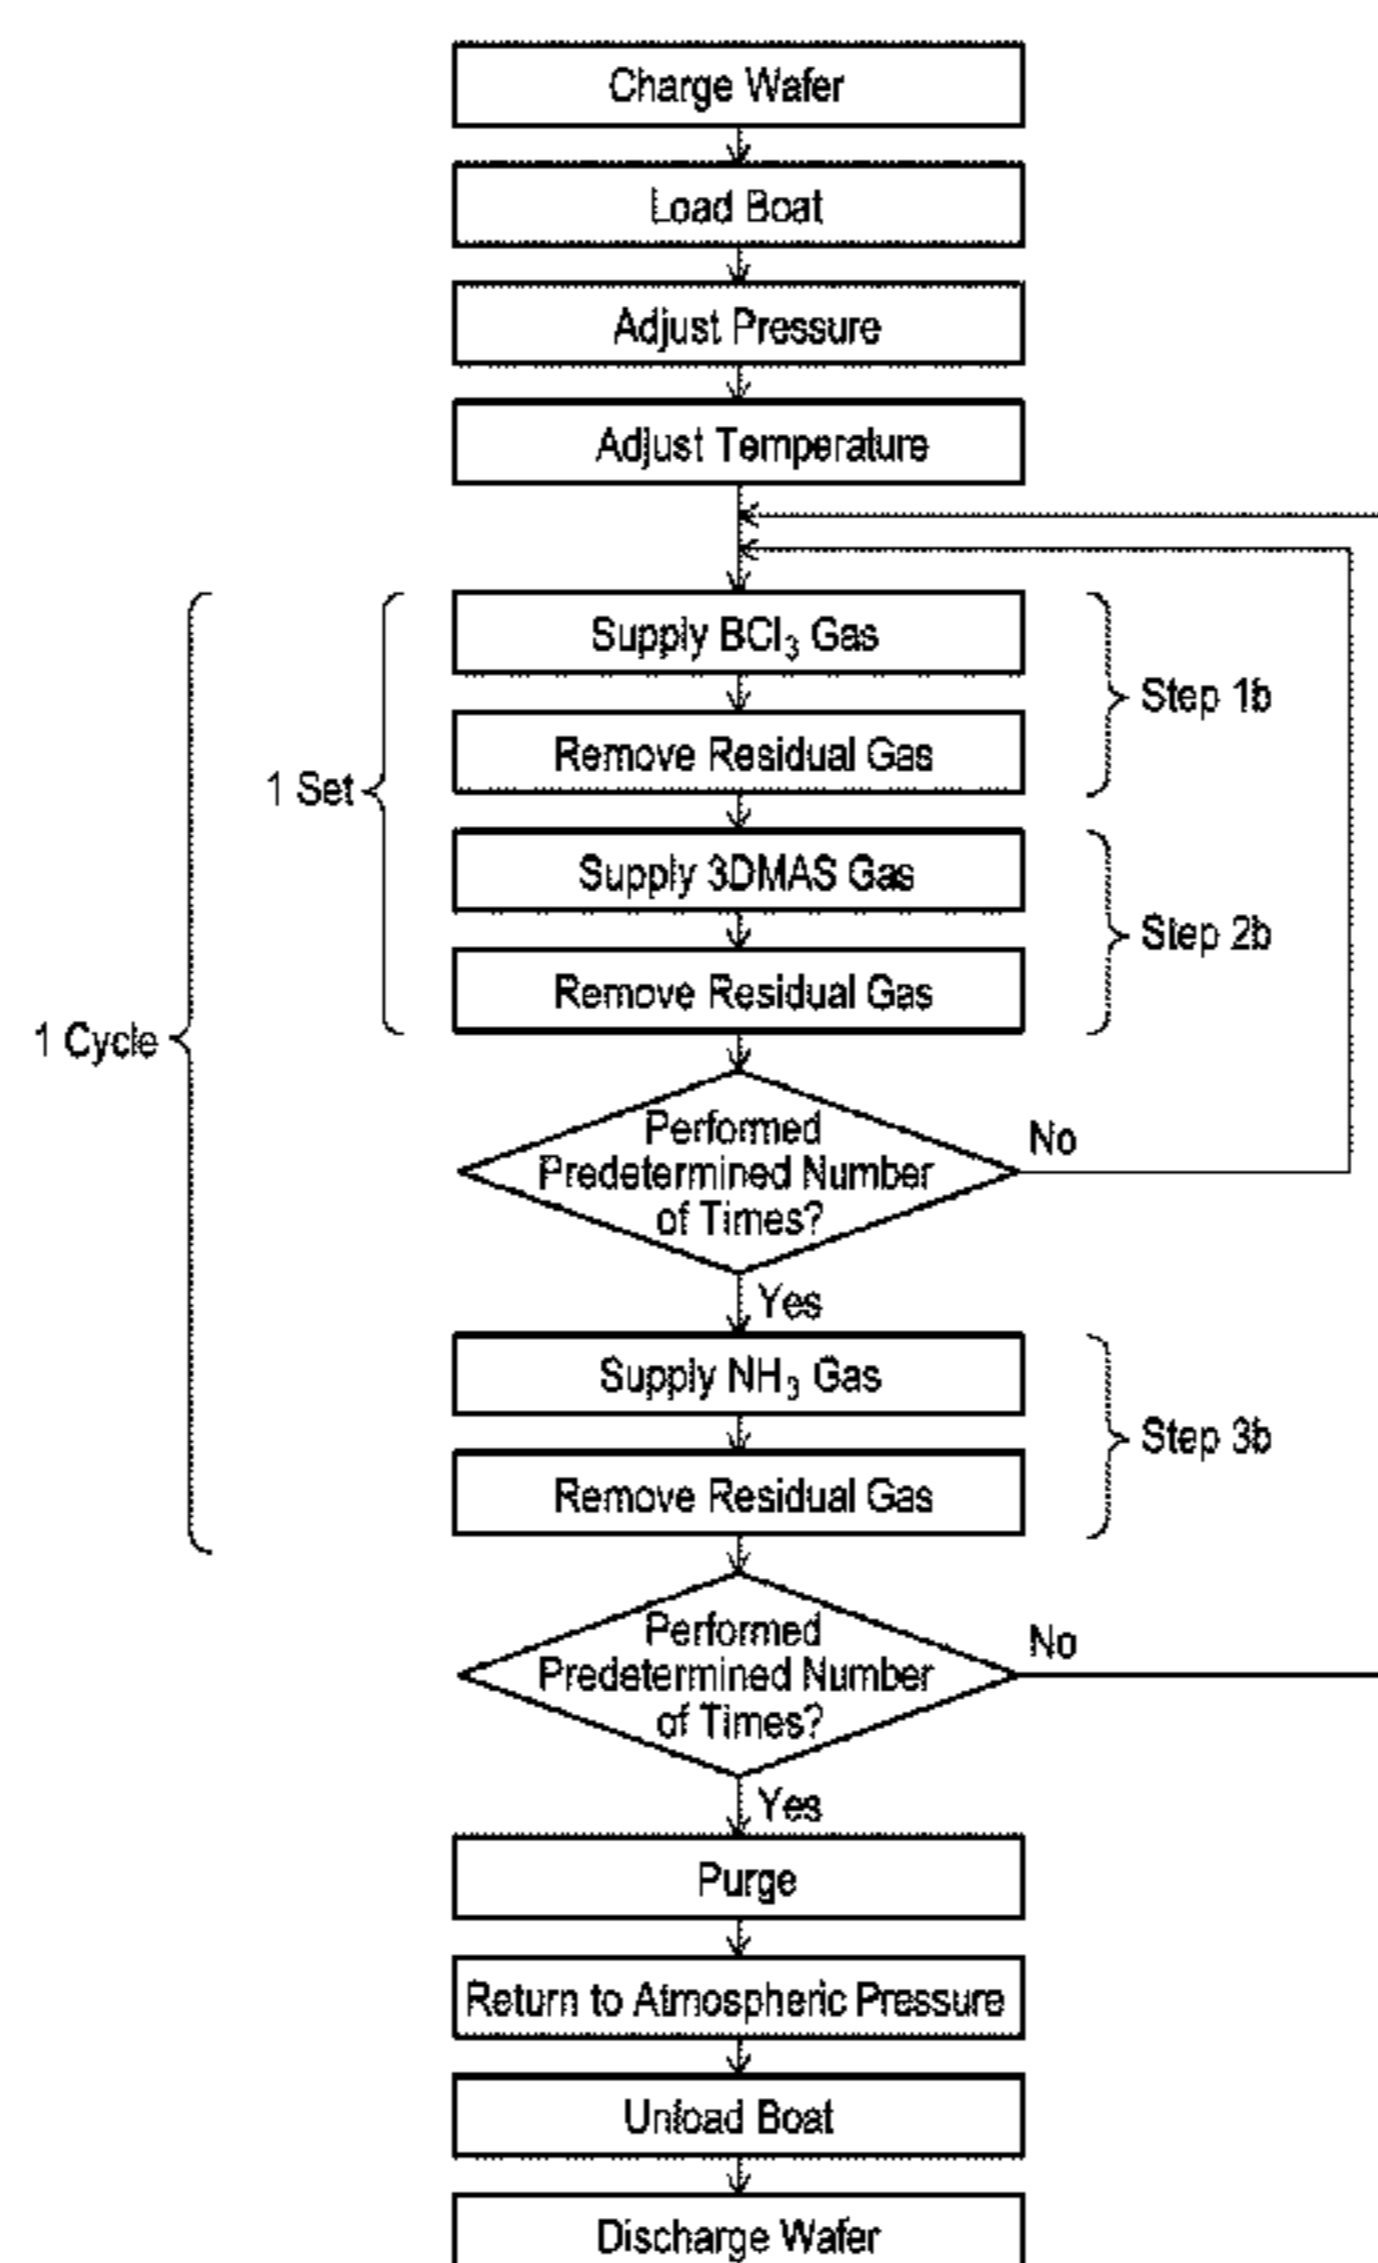 Charge Wafer
Load Boat
Adjust Pressure
Adjust Temperature
Supply BCl₃ Gas
Step 1b
Remove Residual Gas
1 Set
Supply 3DMAS Gas
Step 2b
Remove Residual Gas
1 Cycle
Performed
Predetermined Number
of Times?
No
Yes
Supply NH₃ Gas
Step 3b
Remove Residual Gas
Performed
Predetermined Number
of Times?
No
Yes
Purge
Return to Atmospheric Pressure
Unload Boat
Discharge Wafer